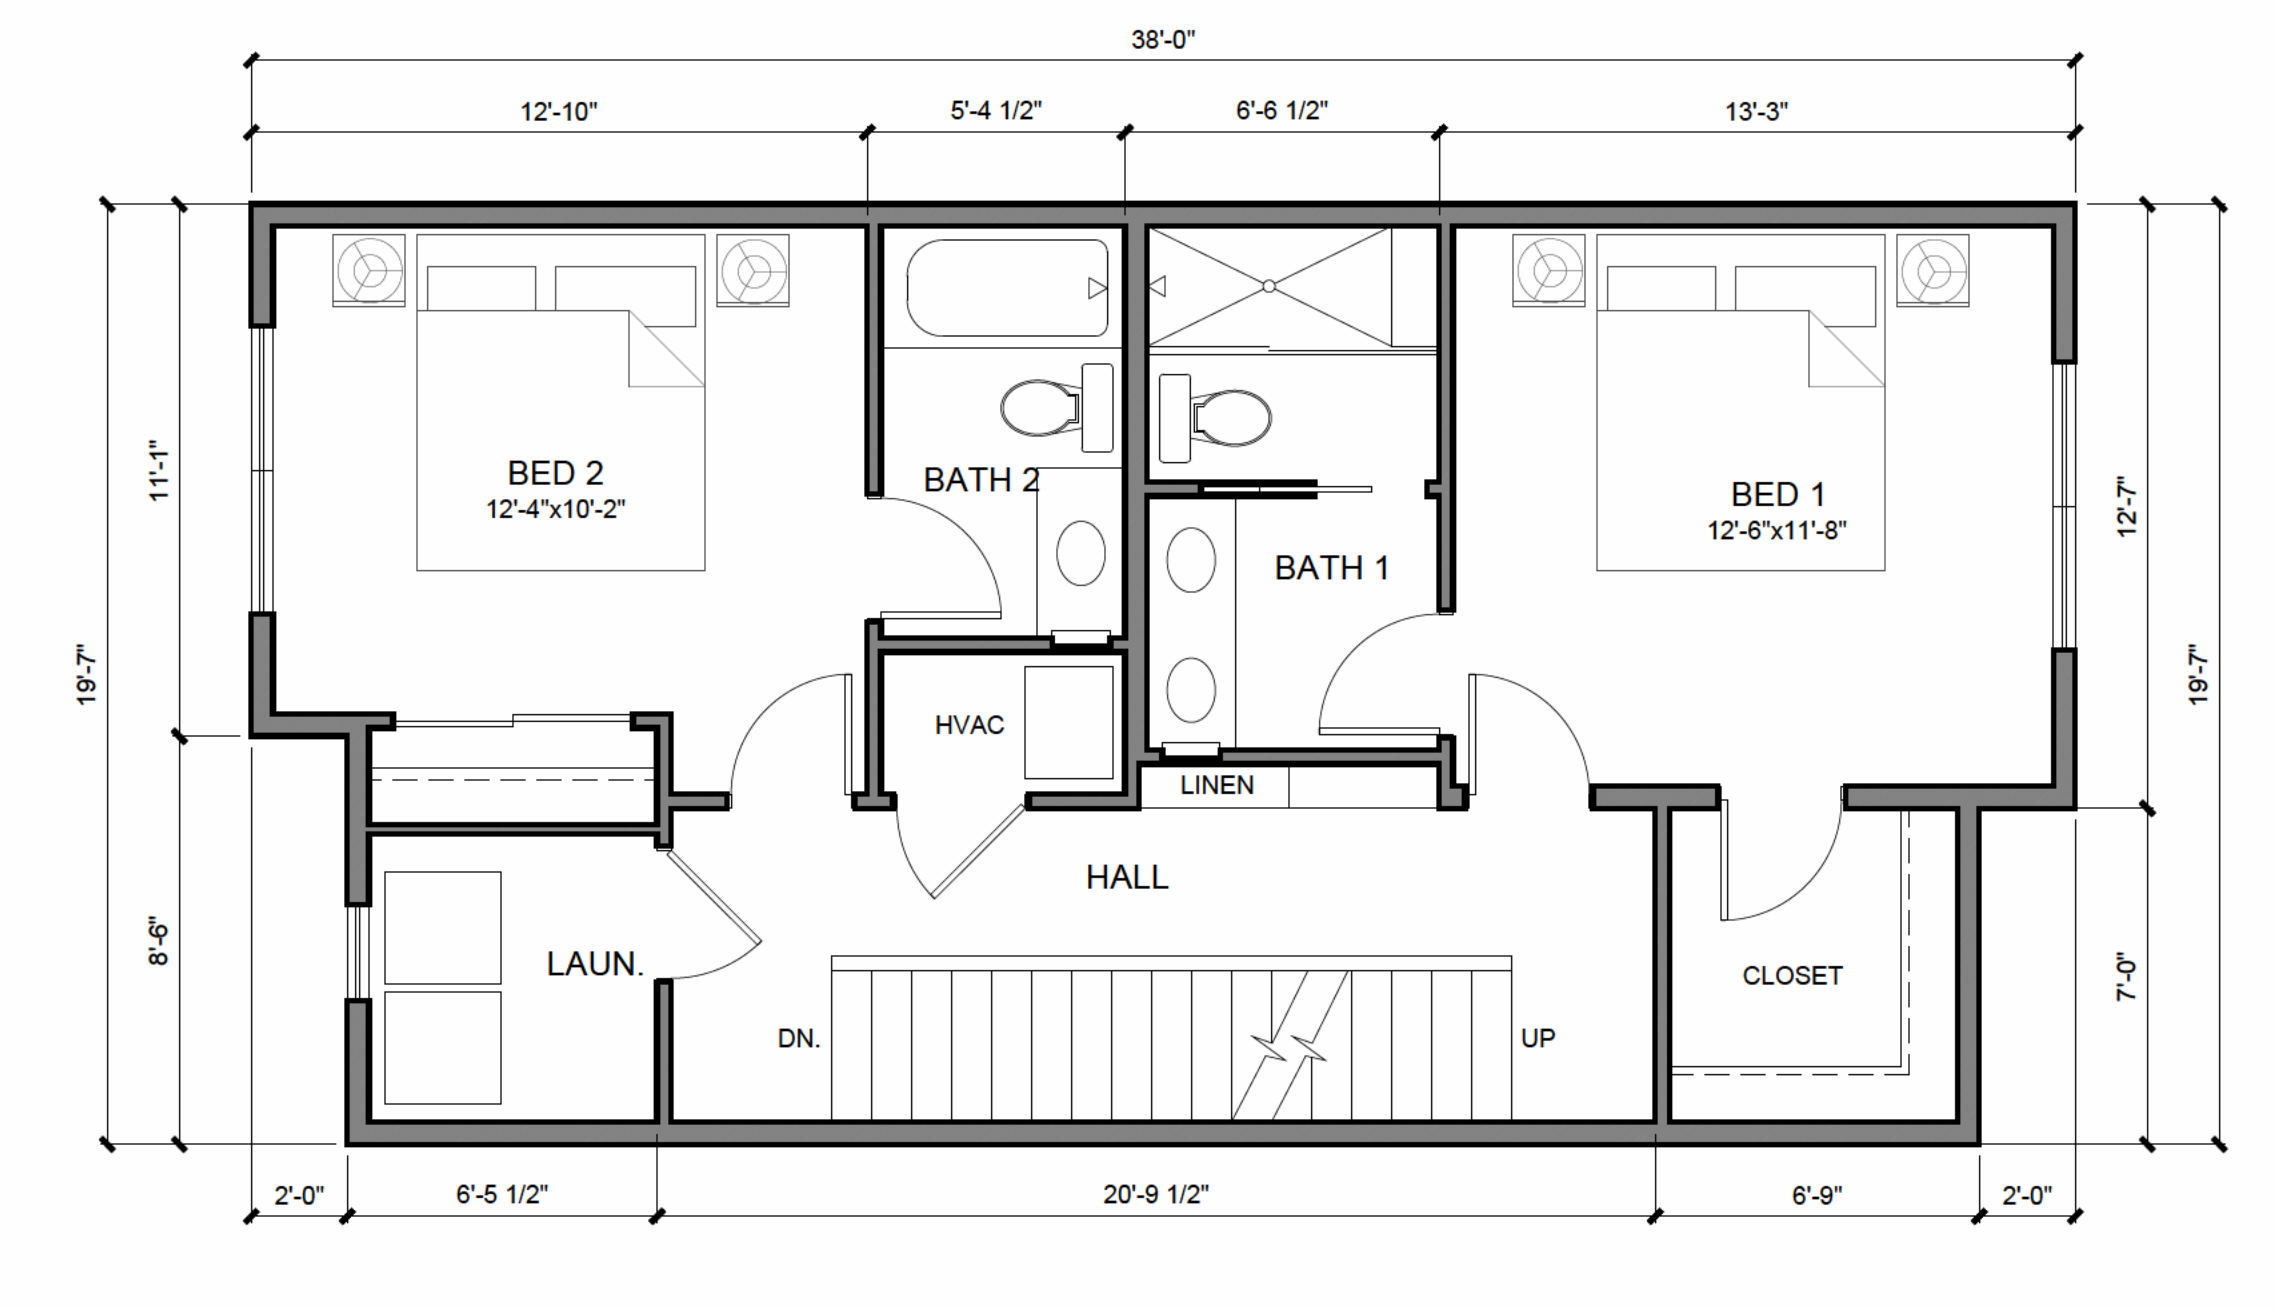 38'-0"
12'-10"
5'-4 1/2"
6'-6 1/2"
13'-3"
11'-1"
19'-7"
8'-6"
BED 2
12'-4"x10'-2"
BATH 2
BATH 1
BED 1
12'-6"x11'-8"
12'-7"
19'-7"
7'-0"
HVAC
LINEN
HALL
LAUN.
CLOSET
DN.
UP
2'-0"
6'-5 1/2"
20'-9 1/2"
6'-9"
2'-0"